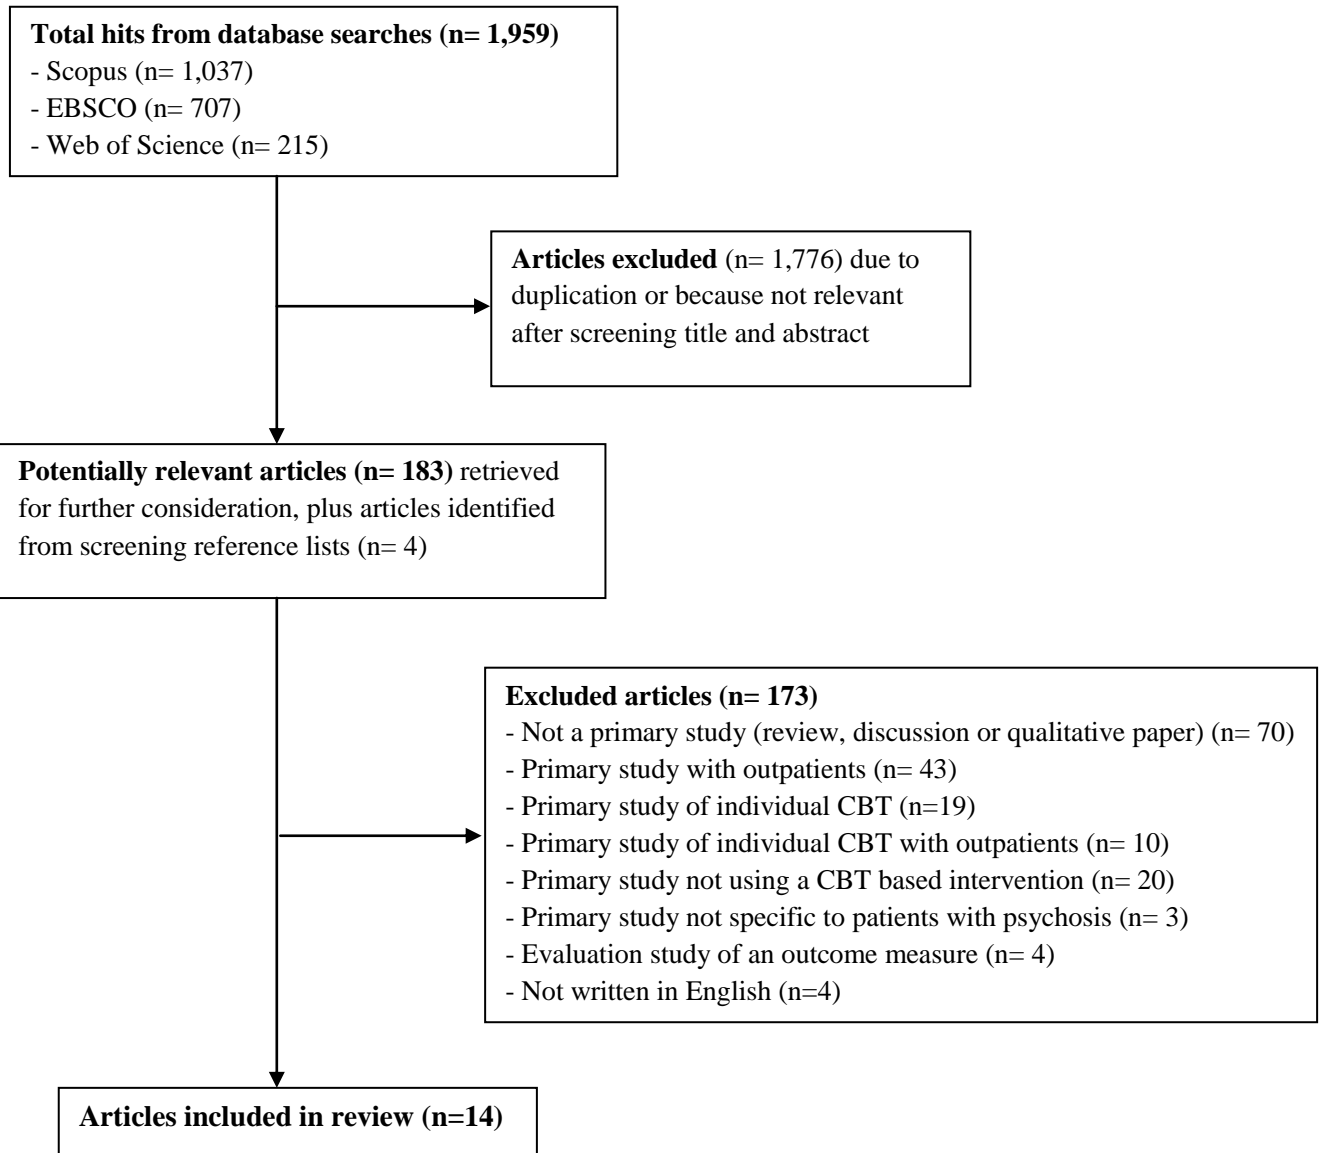 Total hits from database searches (n= 1,959)
- Scopus (n= 1,037)
- EBSCO (n= 707)
- Web of Science (n= 215)
Articles excluded (n= 1,776) due to
duplication or because not relevant
after screening title and abstract
Potentially relevant articles (n= 183) retrieved
for further consideration, plus articles identified
from screening reference lists (n= 4)
Excluded articles (n= 173)
- Not a primary study (review, discussion or qualitative paper) (n= 70)
- Primary study with outpatients (n= 43)
- Primary study of individual CBT (n=19)
- Primary study of individual CBT with outpatients (n= 10)
- Primary study not using a CBT based intervention (n= 20)
- Primary study not specific to patients with psychosis (n= 3)
- Evaluation study of an outcome measure (n= 4)
- Not written in English (n=4)
Articles included in review (n=14)